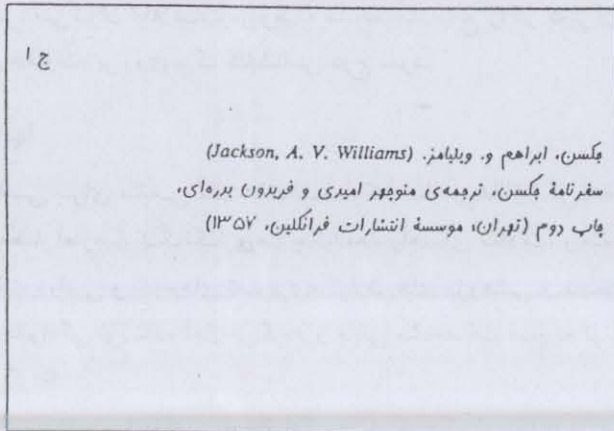 ج ۱
جکسن، ابراهم و. ویلیامز. (Jackson, A. V. Williams)
سفرنامهٔ جکسن، ترجمه‌ی منوچهر امیری و فریدون بدره‌ای،
چاپ دوم (تهران؛ موسسهٔ انتشارات فرانکلین، ۱۳۵۷)